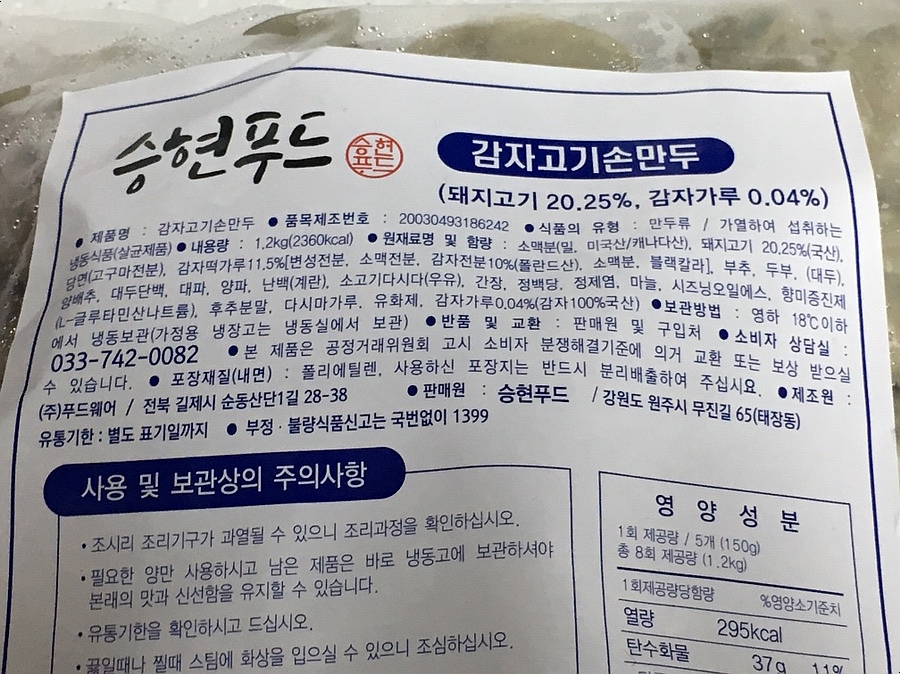 승현푸드
승현
푸드
감자고기손만두
(돼지고기 20.25%, 감자가루 0.04%)
● 제품명 : 감자고기손만두 ● 품목제조번호 : 20030493186242 ● 식품의 유형 : 만두류 / 가열하여 섭취하는
냉동식품(살균제품) ● 내용량 : 1.2kg(2360kcal) ● 원재료명 및 함량 : 소맥분(밀, 미국산/캐나다산), 돼지고기 20.25%(국산),
당면(고구마전분), 감자떡가루11.5%[변성전분, 소맥전분, 감자전분10%(폴란드산), 소맥분, 블랙칼라], 부추, 두부, (대두),
양배추, 대두단백, 대파, 양파, 난백(계란), 소고기다시다(우유), 간장, 정백당, 정제염, 마늘, 시즈닝오일에스, 향미증진제
(L-글루타민산나트륨), 후추분말, 다시마가루, 유화제, 감자가루0.04%(감자100%국산) ●보관방법 : 영하 18℃이하
에서 냉동보관(가정용 냉장고는 냉동실에서 보관) ●반품 및 교환 : 판매원 및 구입처 ●소비자 상담실 :
033-742-0082 ●본 제품은 공정거래위원회 고시 소비자 분쟁해결기준에 의거 교환 또는 보상 받으실
수 있습니다. ● 포장재질(내면) : 폴리에틸렌, 사용하신 포장지는 반드시 분리배출하여 주십시요. ●제조원 :
(주)푸드웨어 / 전북 길제시 순동산단1길 28-38 ●판매원 : 승현푸드 / 강원도 원주시 무진길 65(태장동)
유통기한 : 별도 표기일까지 ● 부정 · 불량식품신고는 국번없이 1399
사용 및 보관상의 주의사항
• 조시리 조리기구가 과열될 수 있으니 조리과정을 확인하십시오.
• 필요한 양만 사용하시고 남은 제품은 바로 냉동고에 보관하셔야
본래의 맛과 신선함을 유지할 수 있습니다.
• 유통기한을 확인하시고 드십시오.
• 끓일때나 찔때 스팀에 화상을 입으실 수 있으니 조심하십시오.
영 양 성 분
1회 제공량 / 5개 (150g)
총 8회 제공량 (1.2kg)
1회제공량당함량 %영양소기준치
열량 295kcal
탄수화물 37g 11%